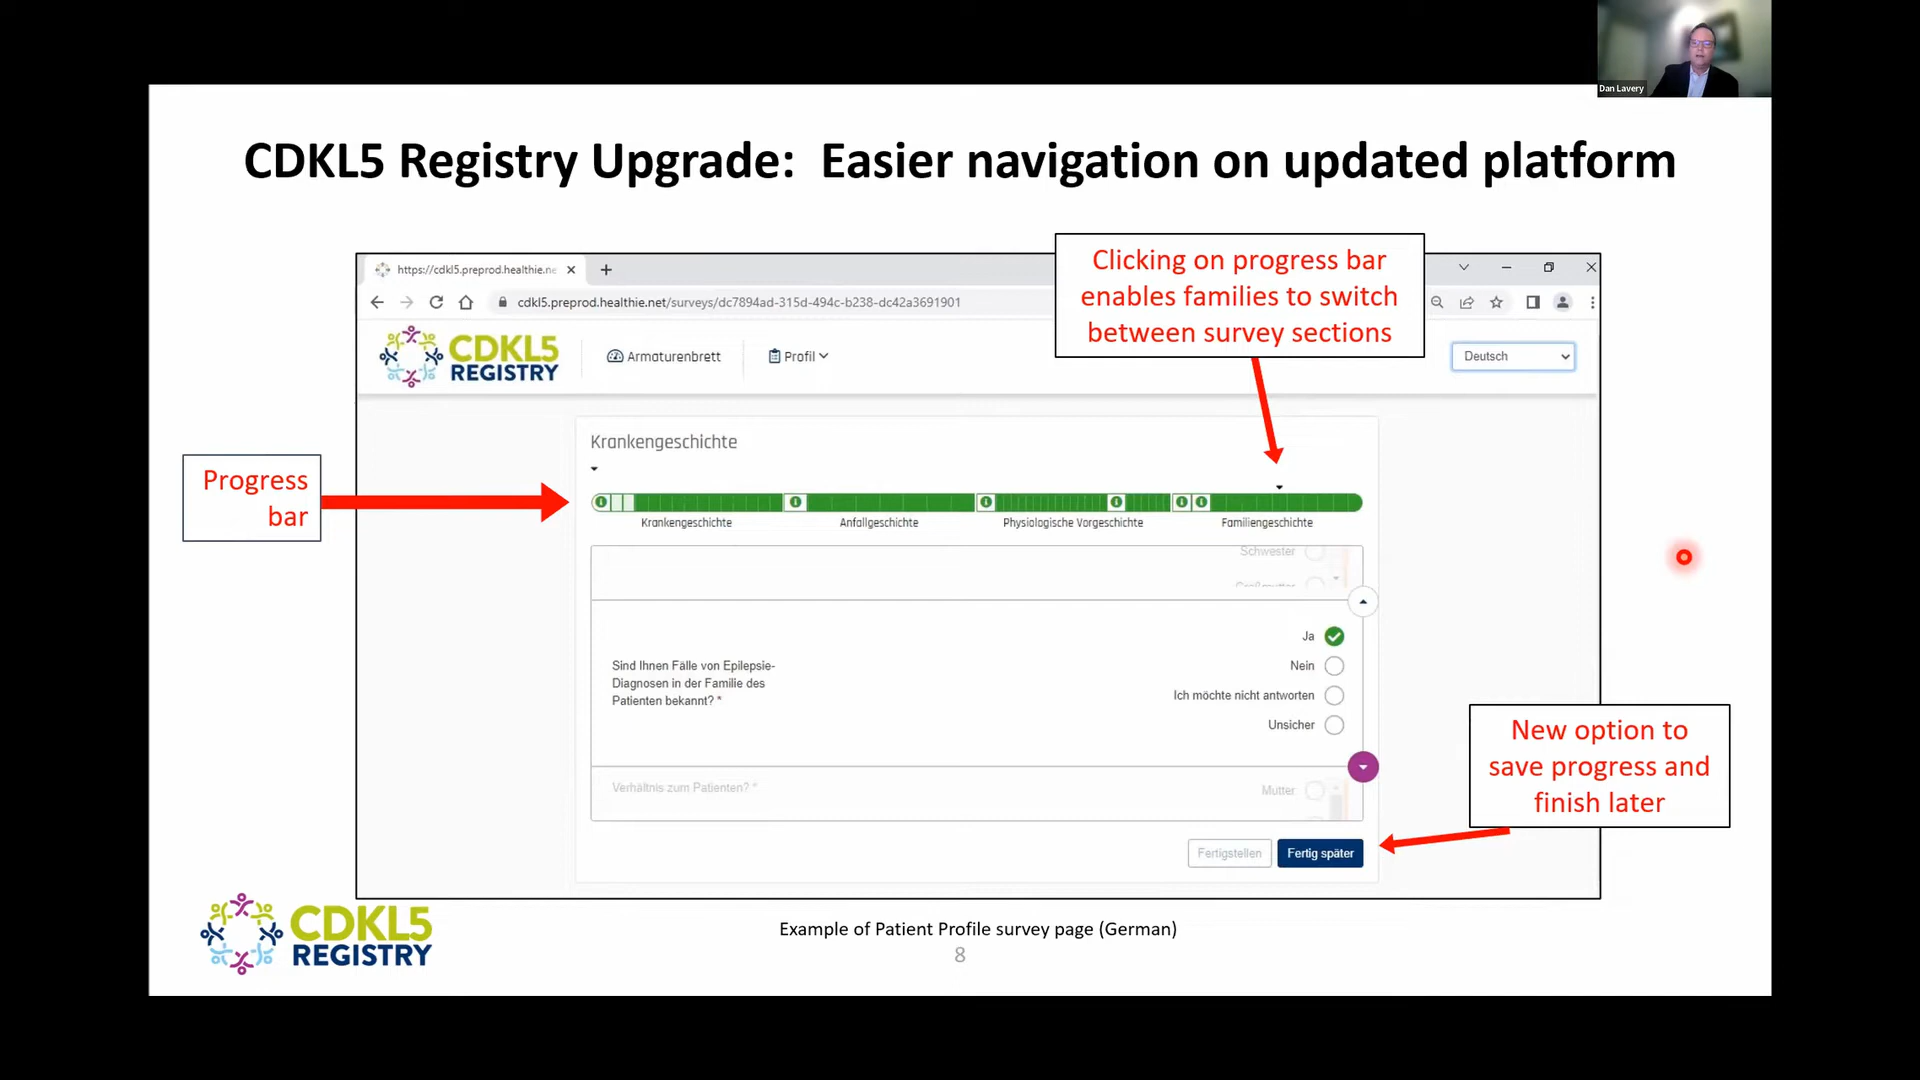 Dan Lavery
CDKL5 Registry Upgrade:  Easier navigation on updated platform
Clicking on progress bar
enables families to switch
between survey sections
https://cdkl5.preprod.healthie.ne
cdkl5.preprod.healthie.net/surveys/dc7894ad-315d-494c-b238-dc42a3691901
CDKL5
REGISTRY
Armaturenbrett
Profil
Deutsch
Krankengeschichte
Progress
bar
Krankengeschichte
Anfallgeschichte
Physiologische Vorgeschichte
Familiengeschichte
Schwester
Großmutter
Ja
Sind Ihnen Fälle von Epilepsie-
Diagnosen in der Familie des
Patienten bekannt? *
Nein
Ich möchte nicht antworten
Unsicher
Verhältnis zum Patienten? *
Mutter
New option to
save progress and
finish later
Fertigstellen
Fertig später
CDKL5
REGISTRY
Example of Patient Profile survey page (German)
8